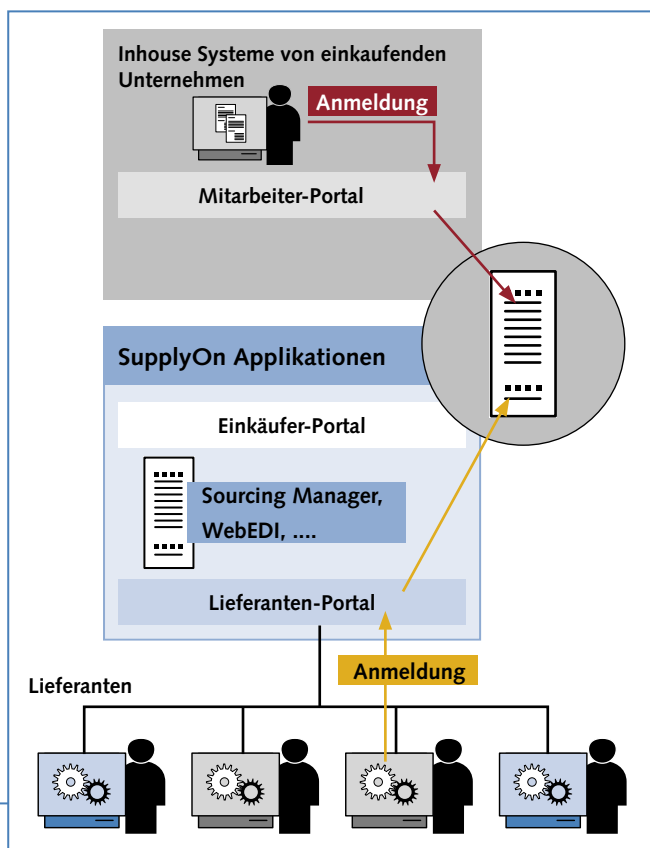 Inhouse Systeme von einkaufenden
Unternehmen
Anmeldung
Mitarbeiter-Portal
SupplyOn Applikationen
Einkäufer-Portal
Sourcing Manager,
WebEDI, ....
Lieferanten-Portal
Anmeldung
Lieferanten